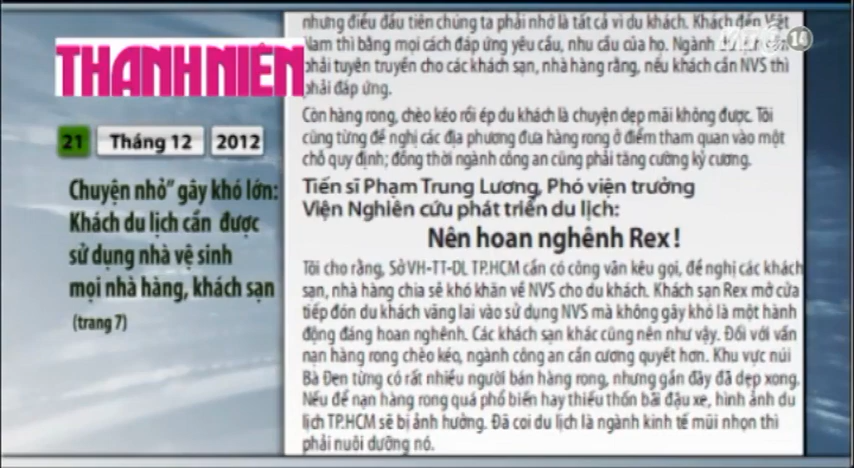 THANH NIÊN
21 Tháng 12 2012
Chuyện nhỏ" gây khó lớn:
Khách du lịch cần được
sử dụng nhà vệ sinh
mọi nhà hàng, khách sạn
(trang 7)
nhưng điều đầu tiên chúng ta phải nhớ là tất cả vì du khách. Khách đến Việt
Nam thì bằng mọi cách đáp ứng yêu cầu, nhu cầu của họ. Ngành
phải tuyên truyền cho các khách sạn, nhà hàng rằng, nếu khách cần NVS thì
phải đáp ứng.
Còn hàng rong, chèo kéo rồi ép du khách là chuyện dẹp mãi không được. Tôi
cũng từng đề nghị các địa phương đưa hàng rong ở điểm tham quan vào một
chỗ quy định; đồng thời ngành công an cũng phải tăng cường kỷ cương.
Tiến sĩ Phạm Trung Lương, Phó viện trưởng
Viện Nghiên cứu phát triển du lịch:
Nên hoan nghênh Rex !
Tôi cho rằng, Sở VH-TT-DL TP.HCM cần có công văn kêu gọi, đề nghị các khách
sạn, nhà hàng chia sẻ khó khăn về NVS cho du khách. Khách sạn Rex mở cửa
tiếp đón du khách vãng lai vào sử dụng NVS mà không gây khó là một hành
động đáng hoan nghênh. Các khách sạn khác cũng nên như vậy. Đối với vấn
nạn hàng rong chèo kéo, ngành công an cần cương quyết hơn. Khu vực núi
Bà Đen từng có rất nhiều người bán hàng rong, nhưng gần đây đã dẹp xong.
Nếu để nạn hàng rong quá phổ biến hay thiếu thốn bãi đậu xe, hình ảnh du
lịch TP.HCM sẽ bị ảnh hưởng. Đã coi du lịch là ngành kinh tế mũi nhọn thì
phải nuôi dưỡng nó.
14